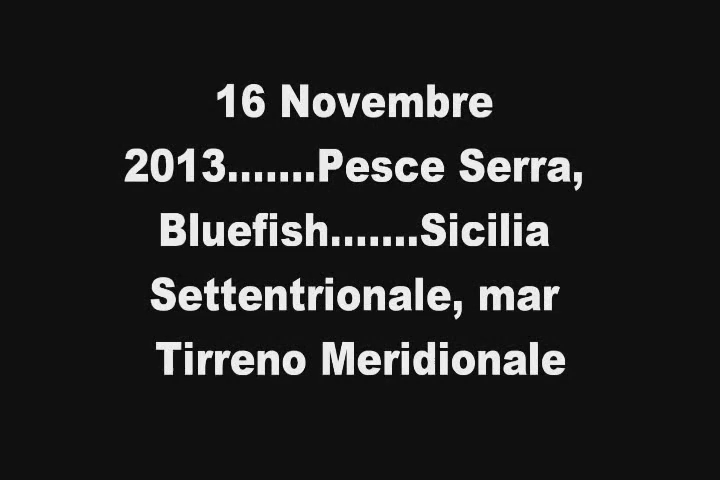 16 Novembre
2013.......Pesce Serra,
Bluefish.......Sicilia
Settentrionale, mar
Tirreno Meridionale